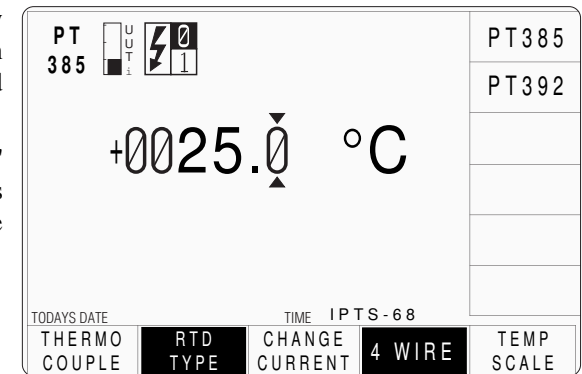 PT
385
UUTi
0
1
PT385
PT392
+0025.0 °C
TODAYS DATE
TIME IPTS-68
THERMO
COUPLE
RTD
TYPE
CHANGE
CURRENT
4 WIRE
TEMP
SCALE